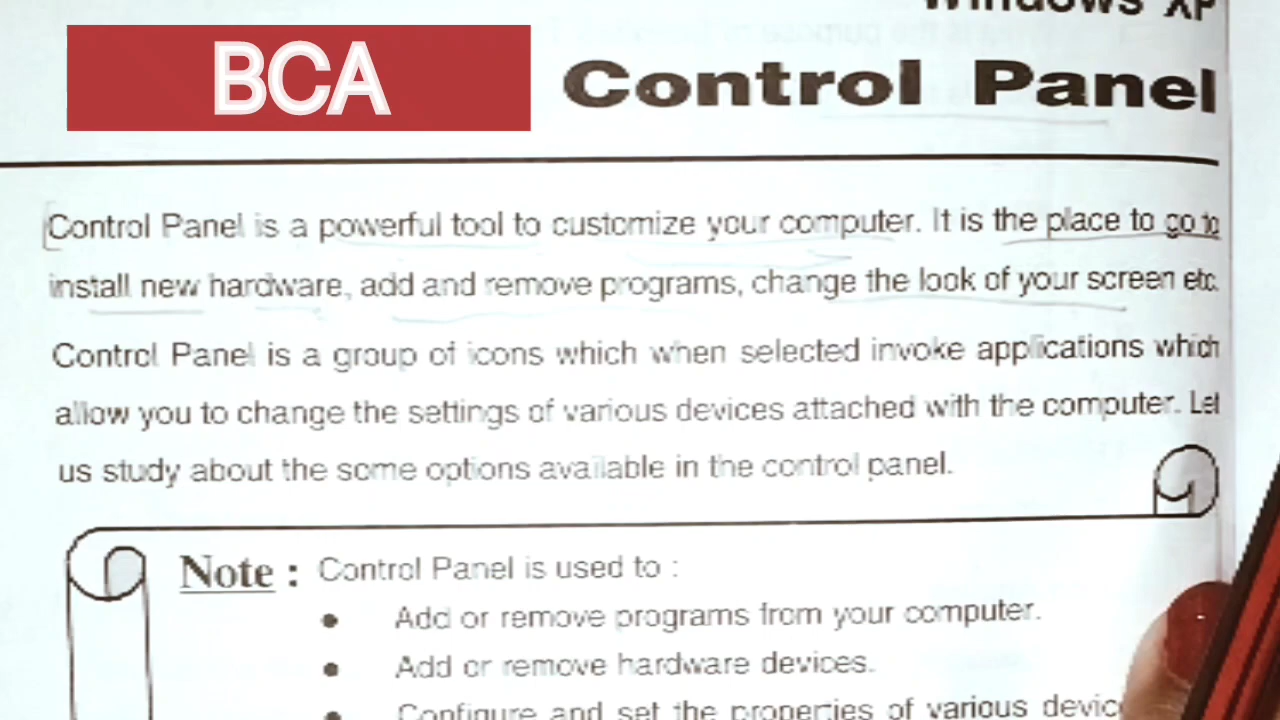 Windows XP
BCA
Control Panel
Control Panel is a powerful tool to customize your computer. It is the place to go to
install new hardware, add and remove programs, change the look of your screen etc.
Control Panel is a group of icons which when selected invoke applications which
allow you to change the settings of various devices attached with the computer. Let
us study about the some options available in the control panel.
Note : Control Panel is used to :
• Add or remove programs from your computer.
• Add or remove hardware devices.
• Configure and set the properties of various